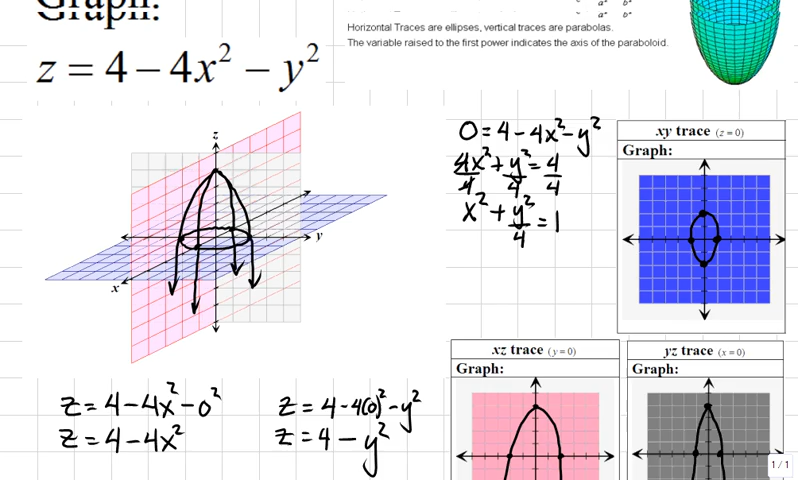 Graph:
a² b²
Horizontal Traces are ellipses, vertical traces are parabolas.
The variable raised to the first power indicates the axis of the paraboloid.
z = 4 − 4x² − y²
z
y
x
0 = 4 − 4x² − y²
4x²/4 + y²/4 = 4/4
x² + y²/4 = 1
xy trace (z = 0)
Graph:
xz trace (y = 0)
Graph:
yz trace (x = 0)
Graph:
z = 4 − 4x² − 0²
z = 4 − 4x²
z = 4 − 4(0)² − y²
z = 4 − y²
1 / 1